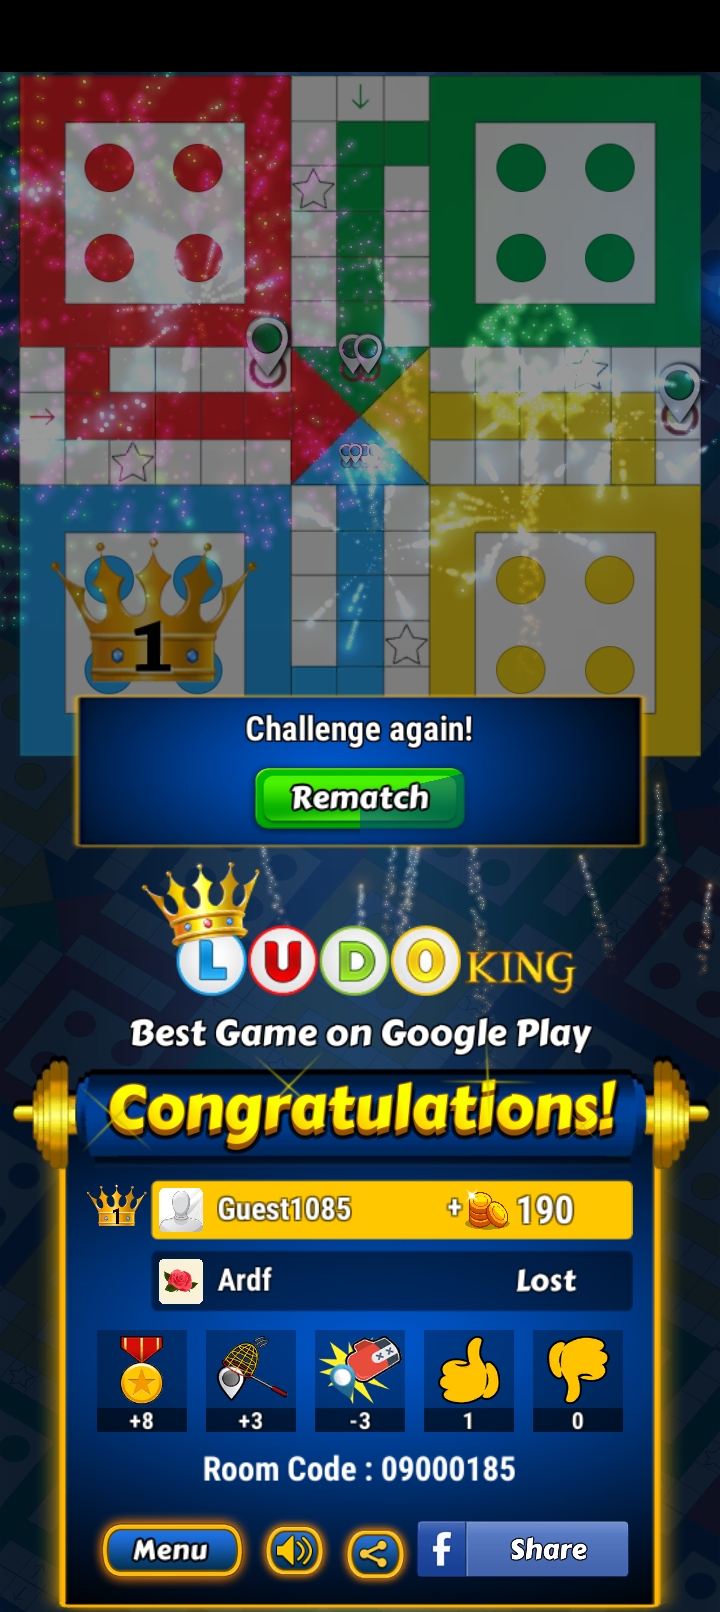 1
Challenge again!
Rematch
LUDO KING
Best Game on Google Play
Congratulations!
1 Guest1085 + 190
Ardf Lost
+8 +3 -3 1 0
Room Code : 09000185
Menu f Share